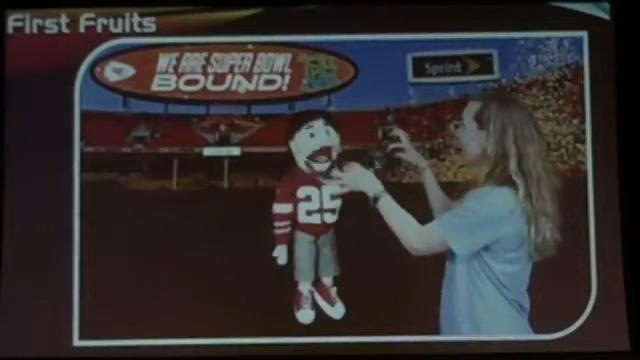 First Fruits
WE ARE SUPER BOWL
BOUND!
Sprint
25